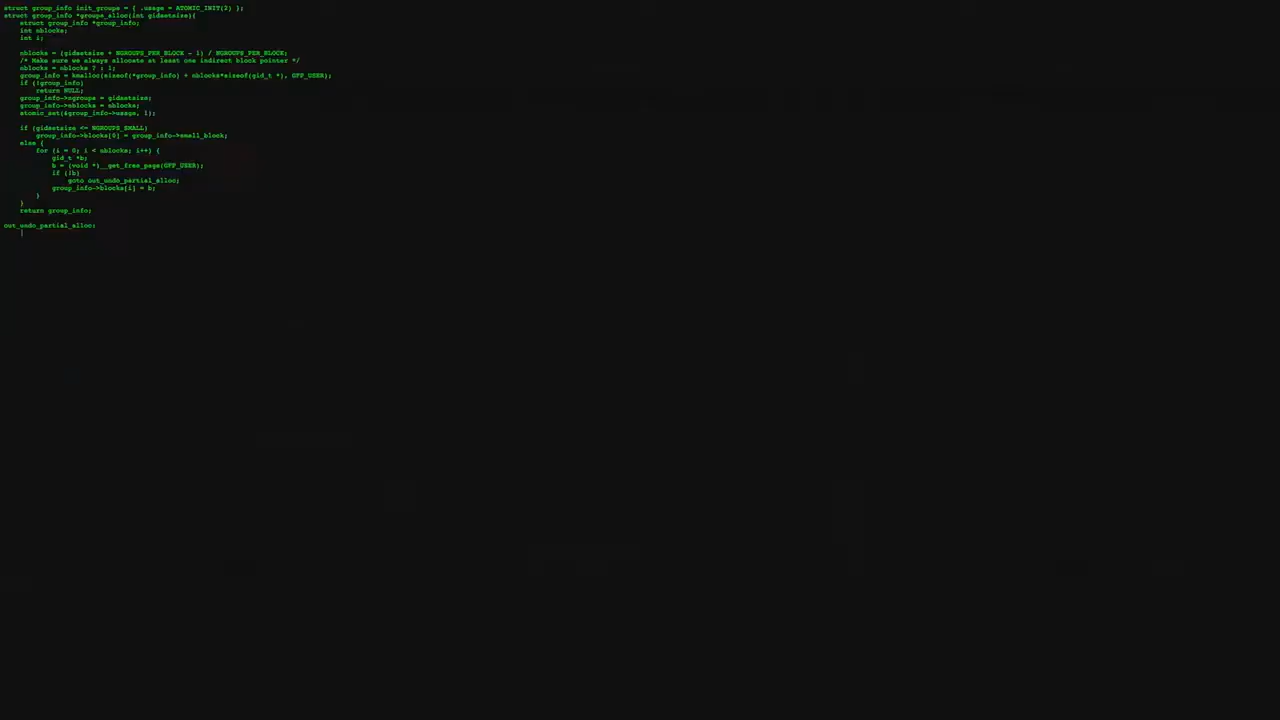 struct group_info init_groups = { .usage = ATOMIC_INIT(2) };
struct group_info *groups_alloc(int gidsetsize){
    struct group_info *group_info;
    int nblocks;
    int i;

    nblocks = (gidsetsize + NGROUPS_PER_BLOCK - 1) / NGROUPS_PER_BLOCK;
    /* Make sure we always allocate at least one indirect block pointer */
    nblocks = nblocks ? : 1;
    group_info = kmalloc(sizeof(*group_info) + nblocks*sizeof(gid_t *), GFP_USER);
    if (!group_info)
        return NULL;
    group_info->ngroups = gidsetsize;
    group_info->nblocks = nblocks;
    atomic_set(&group_info->usage, 1);

    if (gidsetsize <= NGROUPS_SMALL)
        group_info->blocks[0] = group_info->small_block;
    else {
        for (i = 0; i < nblocks; i++) {
            gid_t *b;
            b = (void *)__get_free_page(GFP_USER);
            if (!b)
                goto out_undo_partial_alloc;
            group_info->blocks[i] = b;
        }
    }
    return group_info;

out_undo_partial_alloc:
    |